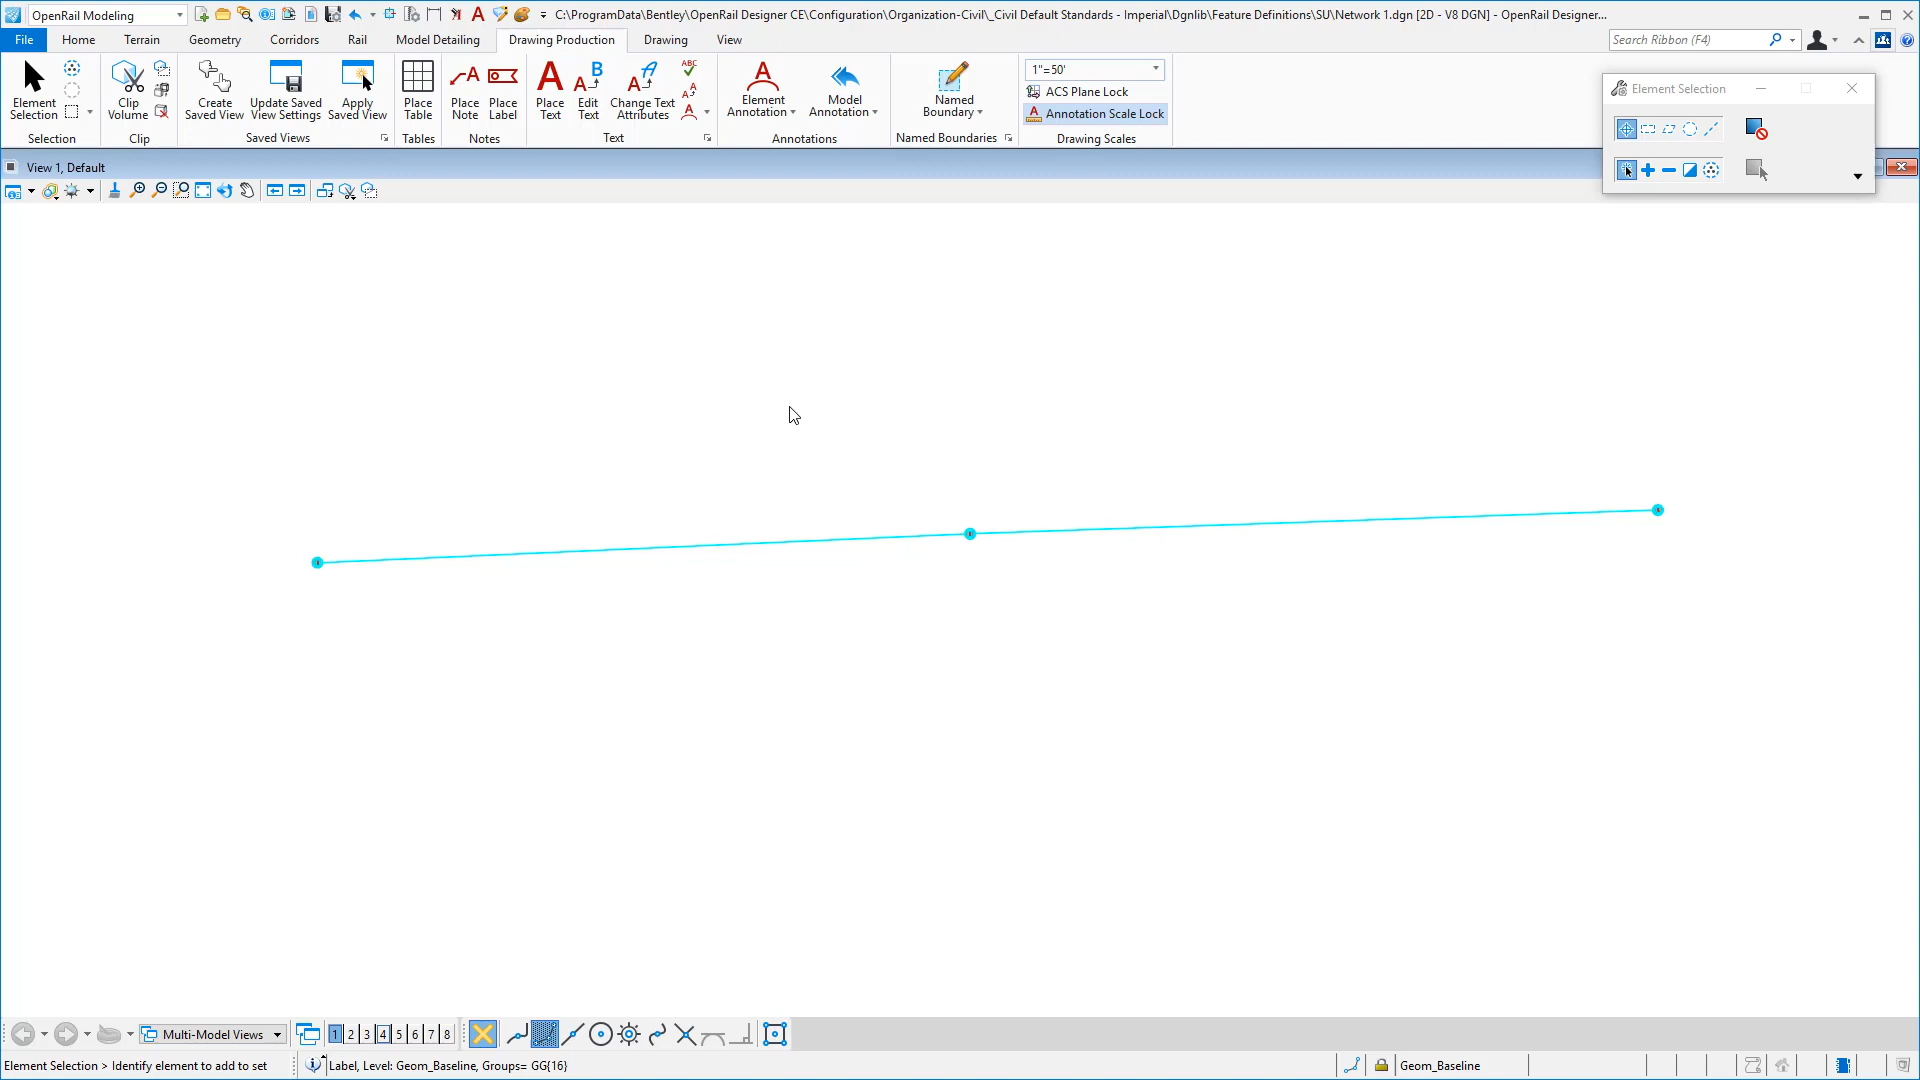 OpenRail Modeling
C:\ProgramData\Bentley\OpenRail Designer CE\Configuration\Organization-Civil\_Civil Default Standards - Imperial\Dgnlib\Feature Definitions\SU\Network 1.dgn [2D - V8 DGN] - OpenRail Designer...
File Home Terrain Geometry Corridors Rail Model Detailing Drawing Production Drawing View
Search Ribbon (F4)
Element Selection
Clip Volume
Create Saved View
Update Saved View Settings
Apply Saved View
Place Table
Place Note
Place Label
Place Text
Edit Text
Change Text Attributes
Element Annotation
Model Annotation
Named Boundary
1"=50'
ACS Plane Lock
Annotation Scale Lock
Selection Clip Saved Views Tables Notes Text Annotations Named Boundaries Drawing Scales
Element Selection
View 1, Default
Multi-Model Views
1 2 3 4 5 6 7 8
Element Selection > Identify element to add to set
Label, Level: Geom_Baseline, Groups= GG{16}
Geom_Baseline